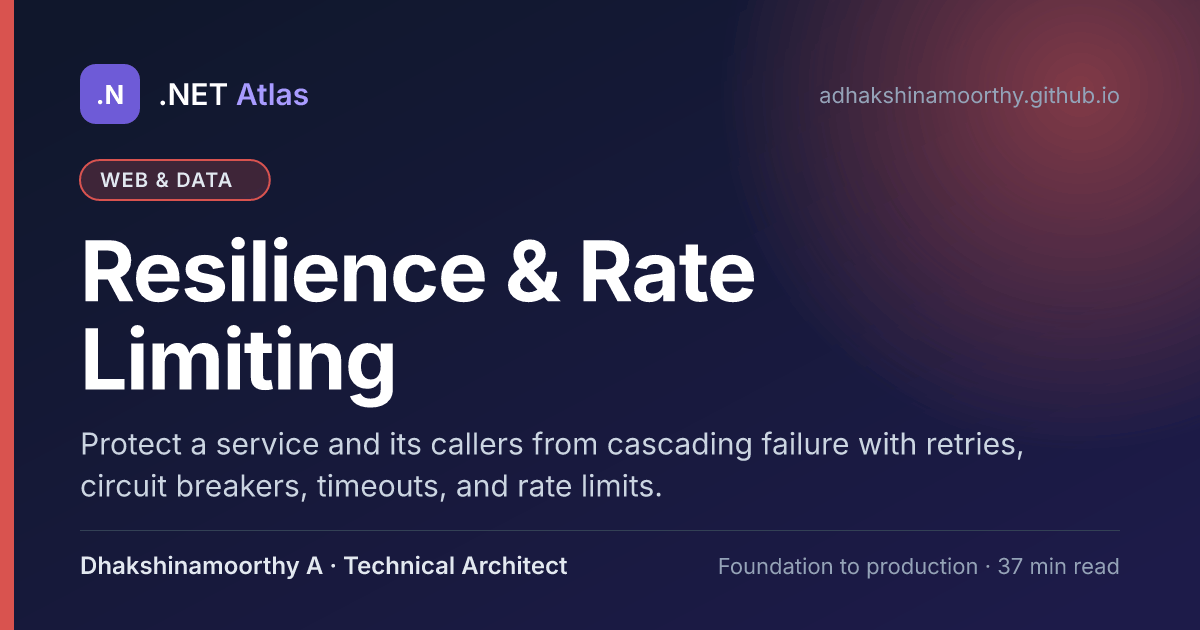 .N
.NET Atlas
adhakshinamoorthy.github.io
WEB & DATA
Resilience & Rate
Limiting
Protect a service and its callers from cascading failure with retries,
circuit breakers, timeouts, and rate limits.
Dhakshinamoorthy A · Technical Architect
Foundation to production · 37 min read